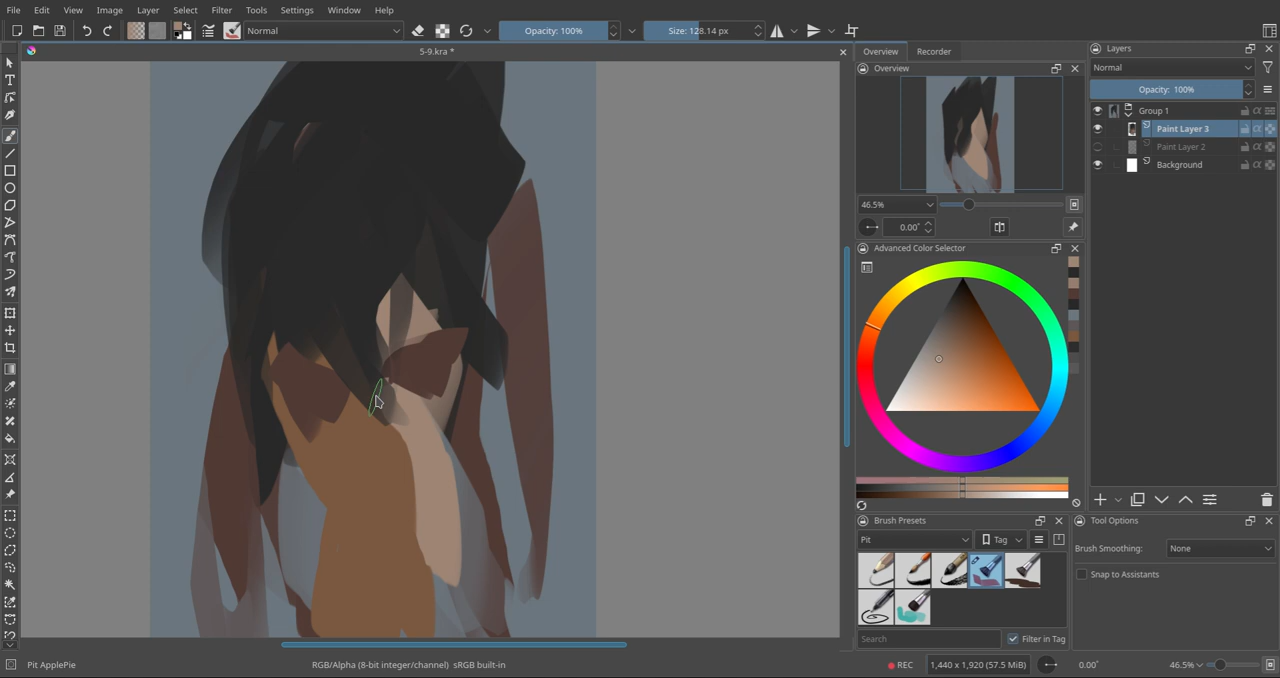 File Edit View Image Layer Select Filter Tools Settings Window Help
Normal Opacity: 100% Size: 128.14 px
5-9.kra *
Overview Recorder
Overview
46.5%
0.00°
Advanced Color Selector
Brush Presets
Pit Tag
Search Filter in Tag
Layers
Normal
Opacity: 100%
Group 1
Paint Layer 3
Paint Layer 2
Background
Tool Options
Brush Smoothing: None
Snap to Assistants
Pit ApplePie RGB/Alpha (8-bit integer/channel) sRGB built-in REC 1,440 x 1,920 (57.5 MiB) 0.00° 46.5%